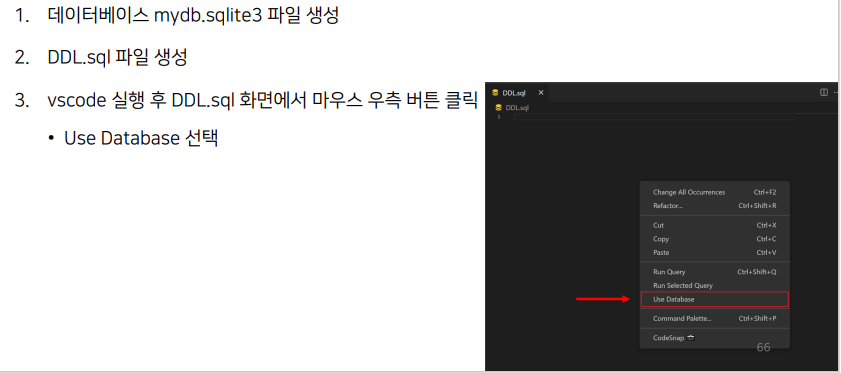 1. 데이터베이스 mydb.sqlite3 파일 생성
2. DDL.sql 파일 생성
3. vscode 실행 후 DDL.sql 화면에서 마우스 우측 버튼 클릭
• Use Database 선택
DDL.sql ×
DDL.sql
1
Change All Occurrences Ctrl+F2
Refactor... Ctrl+Shift+R
Cut Ctrl+X
Copy Ctrl+C
Paste Ctrl+V
Run Query Ctrl+Shift+Q
Run Selected Query
Use Database
Command Palette... Ctrl+Shift+P
CodeSnap
66